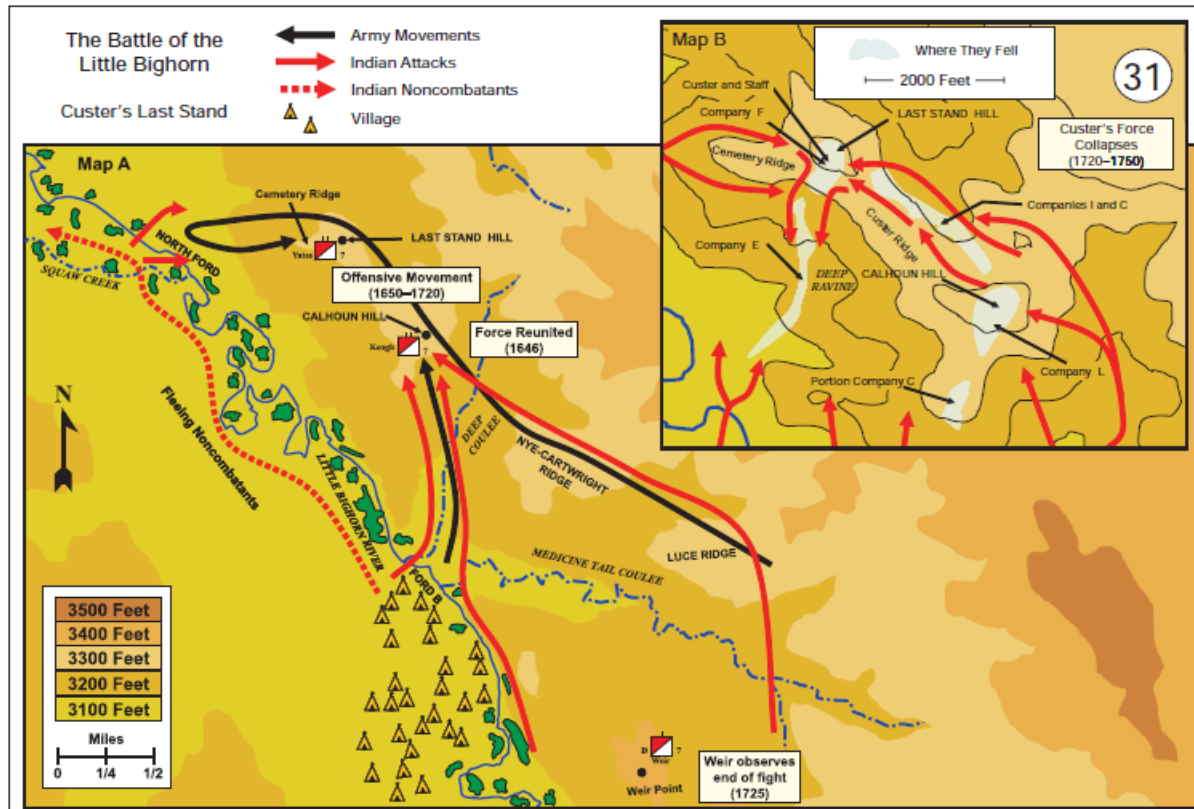 The Battle of the
Little Bighorn
Custer's Last Stand
Army Movements
Indian Attacks
Indian Noncombatants
Village
Map A
Cemetery Ridge
LAST STAND HILL
Yates
7
NORTH FORD
SQUAW CREEK
Offensive Movement
(1650–1720)
CALHOUN HILL
Keogh
7
Force Reunited
(1646)
N
Fleeing Noncombatants
LITTLE BIGHORN RIVER
DEEP COULEE
NYE-CARTWRIGHT
RIDGE
LUCE RIDGE
MEDICINE TAIL COULEE
FORD B
3500 Feet
3400 Feet
3300 Feet
3200 Feet
3100 Feet
Miles
0 1/4 1/2
D 7
Weir
Weir Point
Weir observes
end of fight
(1725)
Map B
Where They Fell
2000 Feet
31
Custer and Staff
Company F
LAST STAND HILL
Custer's Force
Collapses
(1720–1750)
Cemetery Ridge
Companies I and C
Custer Ridge
Company E
DEEP
RAVINE
CALHOUN HILL
Company L
Portion Company C